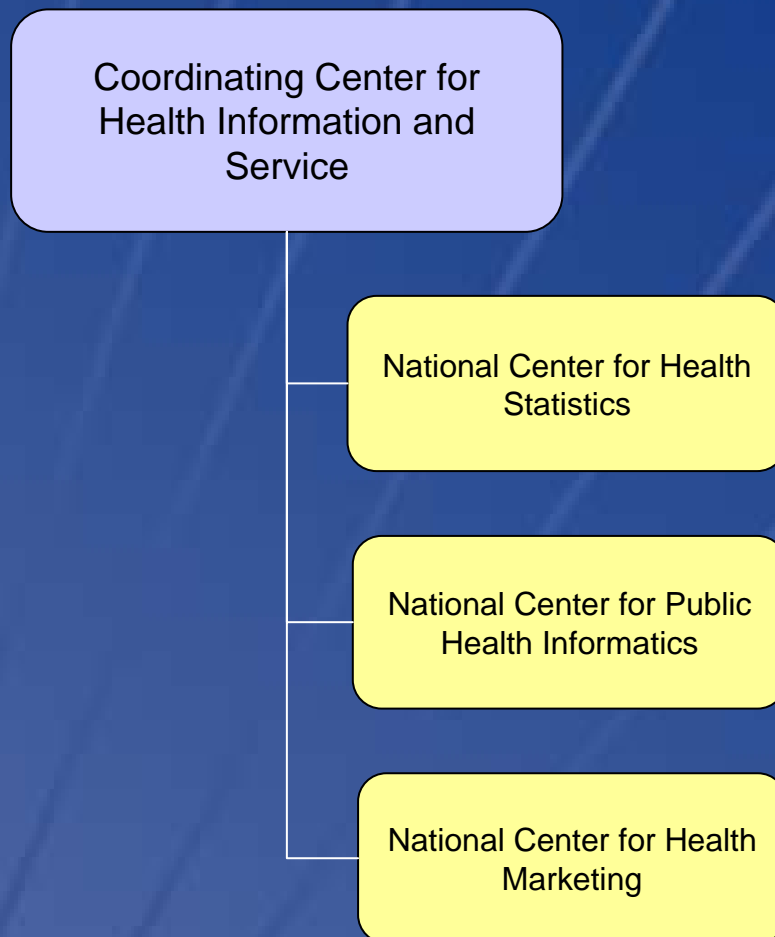 Coordinating Center for
Health Information and
Service
National Center for Health
Statistics
National Center for Public
Health Informatics
National Center for Health
Marketing